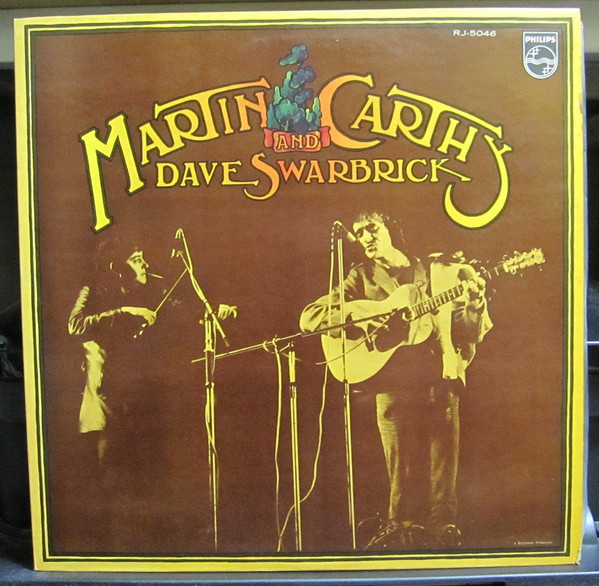 RJ-5046
PHILIPS
MARTIN CARTHY
AND
DAVE SWARBRICK